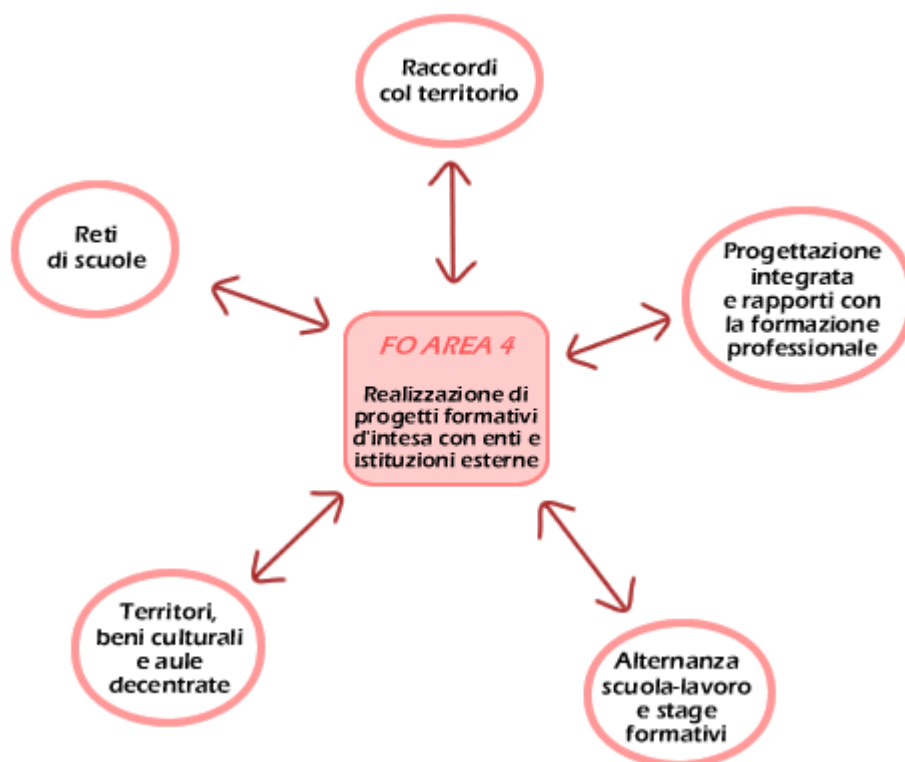 Raccordi
col territorio
Reti
di scuole
Progettazione
integrata
e rapporti con
la formazione
professionale
FO AREA 4
Realizzazione di
progetti formativi
d'intesa con enti e
istituzioni esterne
Territori,
beni culturali
e aule
decentrate
Alternanza
scuola-lavoro
e stage
formativi